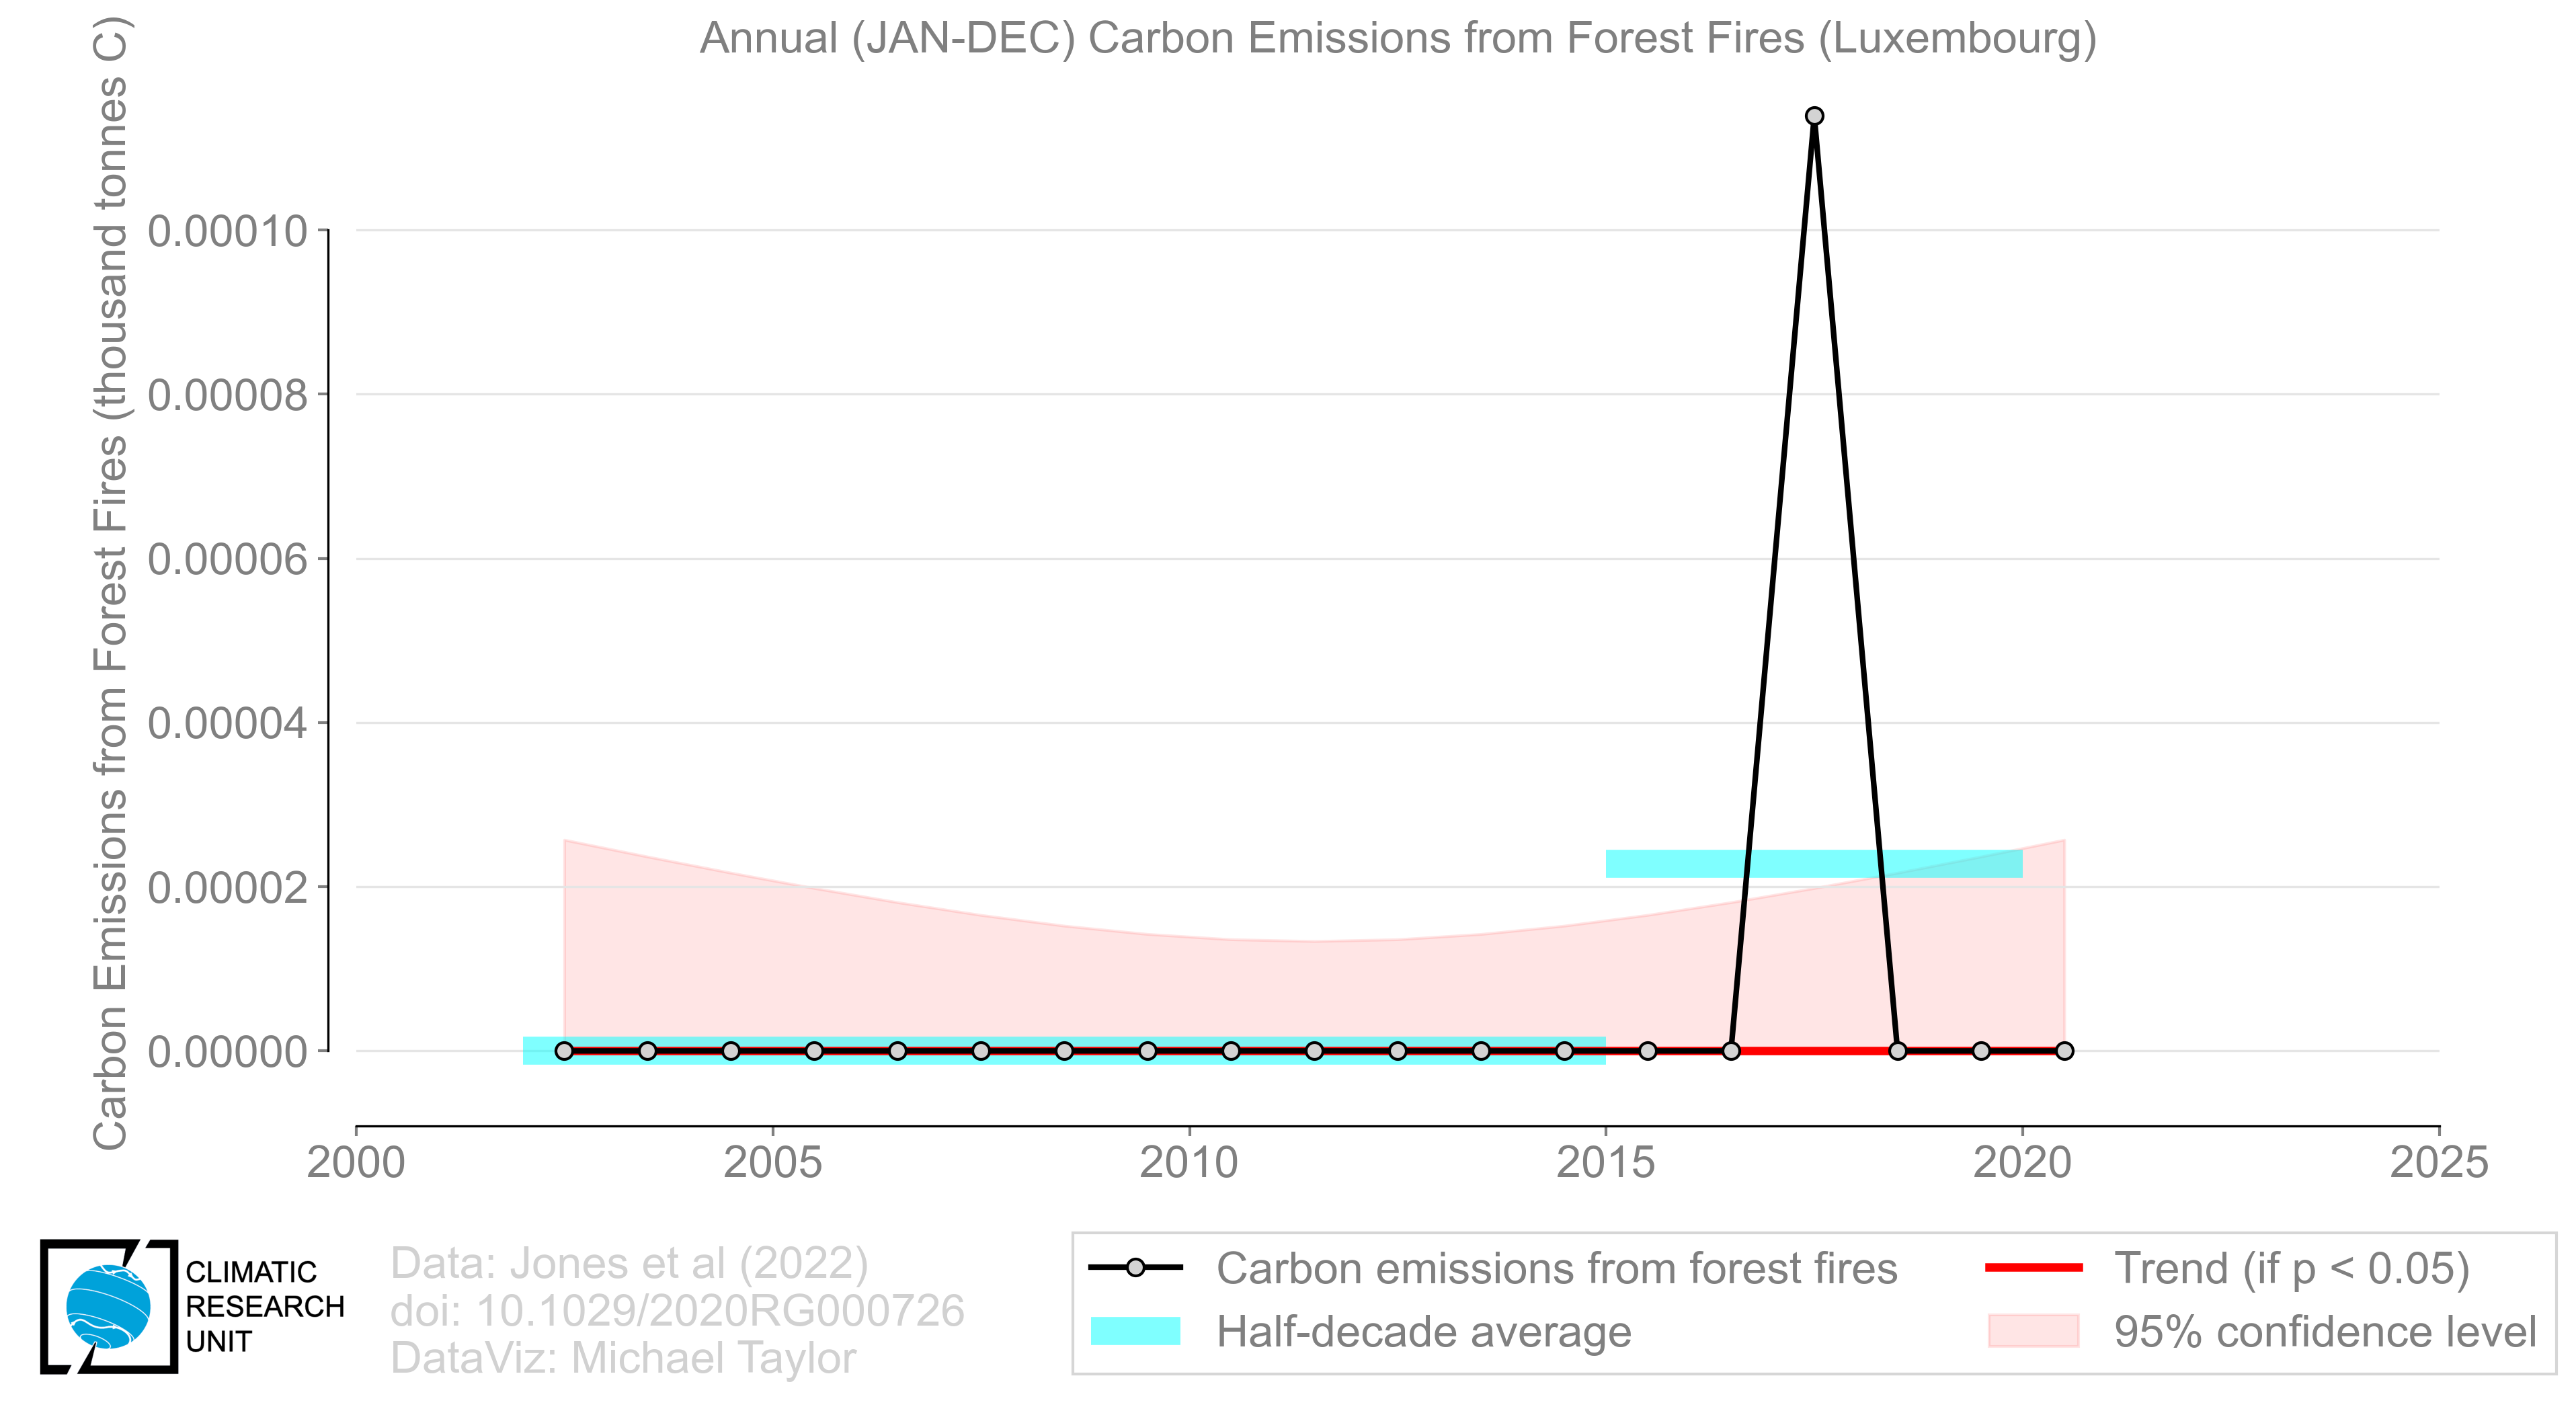 Annual (JAN-DEC) Carbon Emissions from Forest Fires (Luxembourg)
Carbon Emissions from Forest Fires (thousand tonnes C)
0.00010
0.00008
0.00006
0.00004
0.00002
0.00000
2000 2005 2010 2015 2020 2025
CLIMATIC
RESEARCH
UNIT
Data: Jones et al (2022)
doi: 10.1029/2020RG000726
DataViz: Michael Taylor
Carbon emissions from forest fires
Half-decade average
Trend (if p < 0.05)
95% confidence level